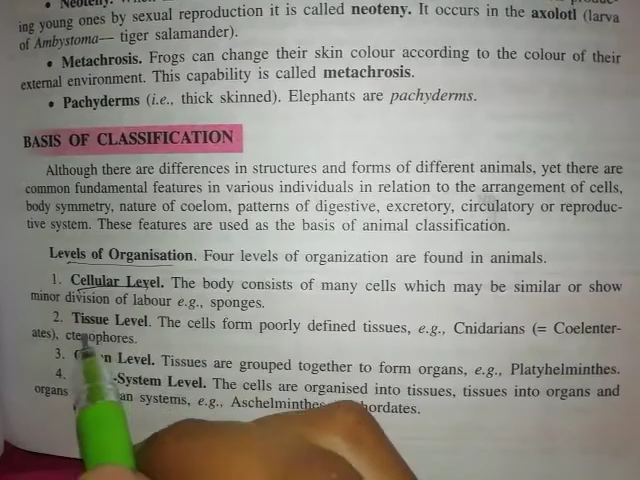 • Neoteny. When
ing young ones by sexual reproduction it is called neoteny. It occurs in the axolotl (larva
of Ambystoma— tiger salamander).
• Metachrosis. Frogs can change their skin colour according to the colour of their
external environment. This capability is called metachrosis.
• Pachyderms (i.e., thick skinned). Elephants are pachyderms.
BASIS OF CLASSIFICATION
Although there are differences in structures and forms of different animals, yet there are
common fundamental features in various individuals in relation to the arrangement of cells,
body symmetry, nature of coelom, patterns of digestive, excretory, circulatory or reproduc-
tive system. These features are used as the basis of animal classification.
Levels of Organisation. Four levels of organization are found in animals.
1. Cellular Level. The body consists of many cells which may be similar or show
minor division of labour e.g., sponges.
2. Tissue Level. The cells form poorly defined tissues, e.g., Cnidarians (= Coelenter-
ates), ctenophores.
3. Level. Tissues are grouped together to form organs, e.g., Platyhelminthes.
4. -System Level. The cells are organised into tissues, tissues into organs and
organs systems, e.g., Aschelminthes